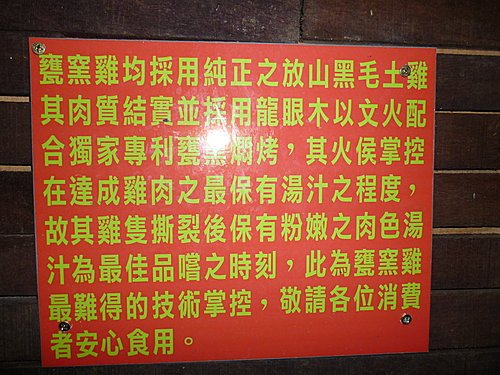 甕窯雞均採用純正之放山黑毛土雞
其肉質結實並採用龍眼木以文火配
合獨家專利甕窯燜烤，其火侯掌控
在達成雞肉之最保有湯汁之程度，
故其雞隻撕裂後保有粉嫩之肉色湯
汁為最佳品嚐之時刻，此為甕窯雞
最難得的技術掌控，敬請各位消費
者安心食用。